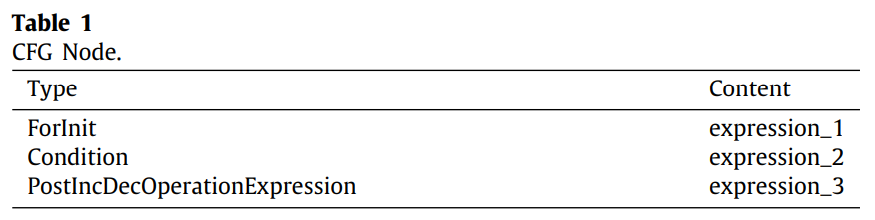 Table 1
CFG Node.
Type Content
ForInit expression_1
Condition expression_2
PostIncDecOperationExpression expression_3